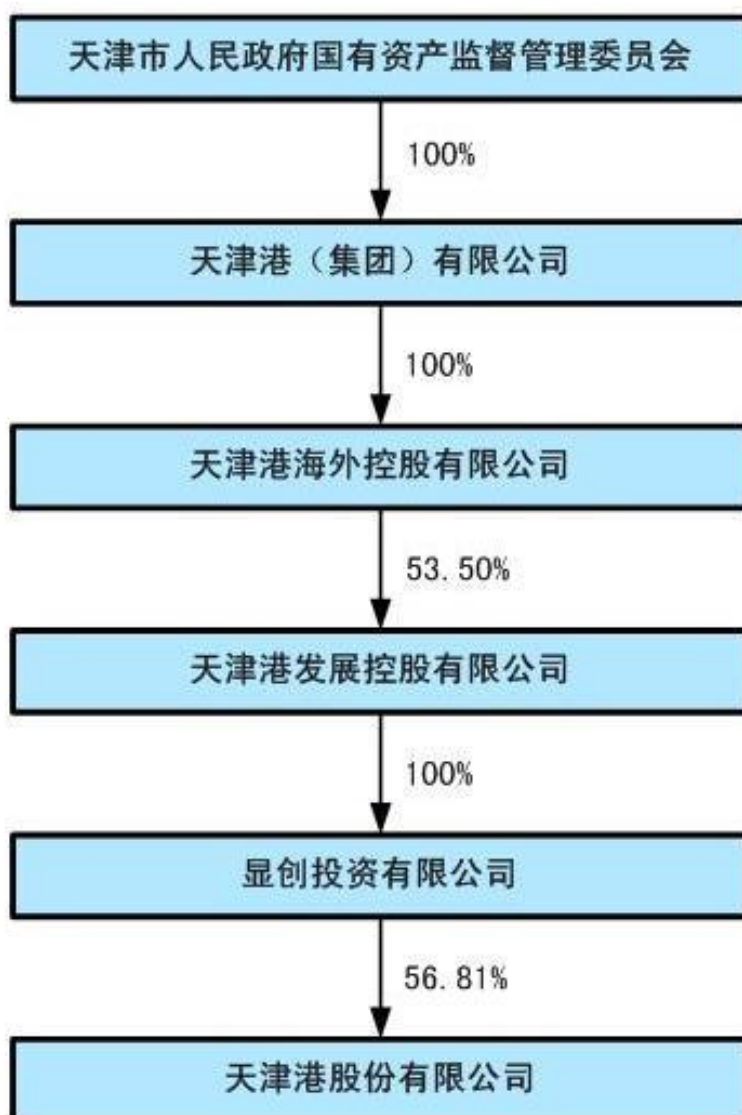 天津市人民政府国有资产监督管理委员会
100%
天津港（集团）有限公司
100%
天津港海外控股有限公司
53.50%
天津港发展控股有限公司
100%
显创投资有限公司
56.81%
天津港股份有限公司